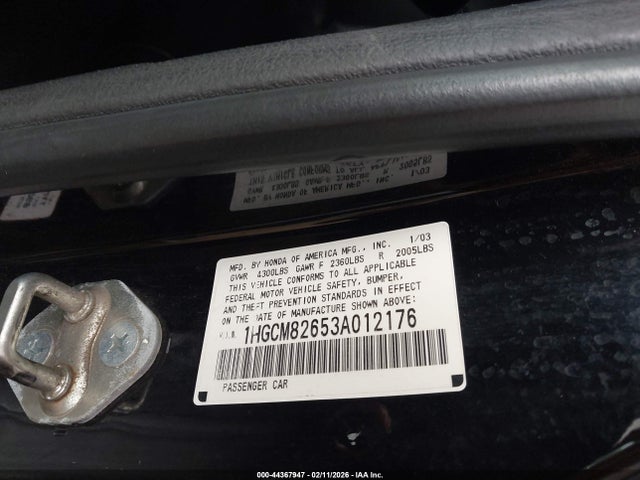 MFD. BY HONDA OF AMERICA MFG., INC. 1/03
GVWR 4300LBS GAWR F 2360LBS R 2005LBS
THIS VEHICLE CONFORMS TO ALL APPLICABLE
FEDERAL MOTOR VEHICLE SAFETY, BUMPER,
AND THEFT PREVENTION STANDARDS IN EFFECT
ON THE DATE OF MANUFACTURE SHOWN ABOVE:
V.I.N. 1HGCM82653A012176
PASSENGER CAR
000-44367947 - 02/11/2026 - IAA Inc.